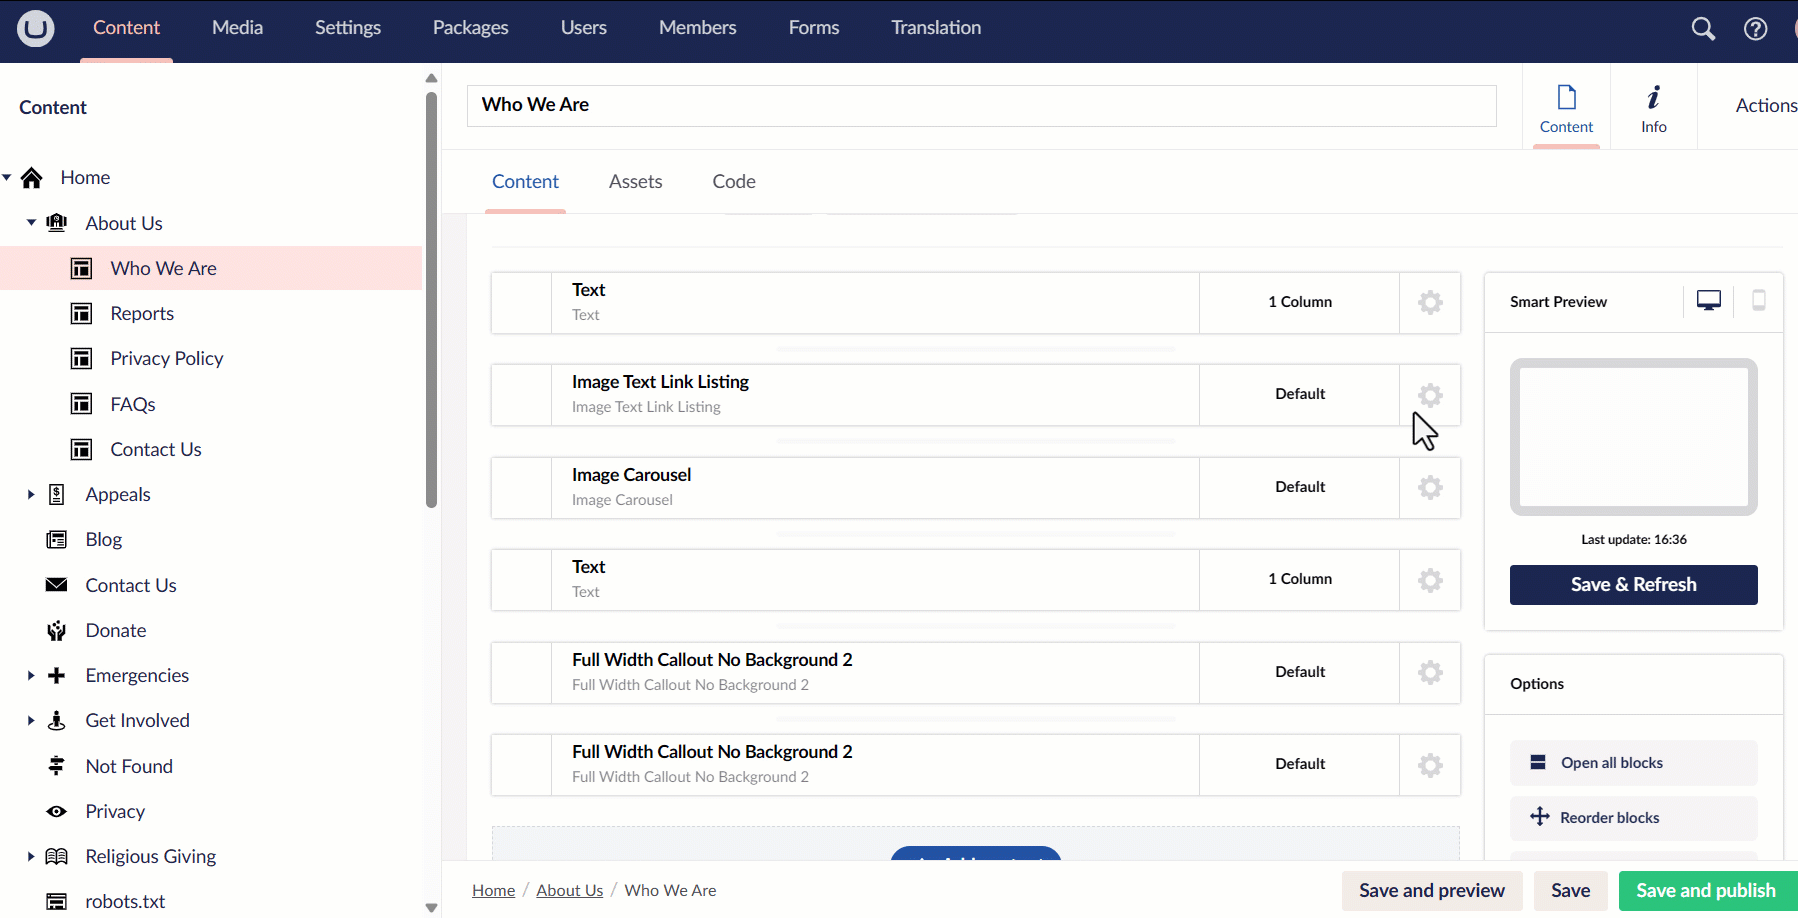 Content Media Settings Packages Users Members Forms Translation
Content
Home
About Us
Who We Are
Reports
Privacy Policy
FAQs
Contact Us
Appeals
Blog
Contact Us
Donate
Emergencies
Get Involved
Not Found
Privacy
Religious Giving
robots.txt
Who We Are
Content
Info
Actions
Content Assets Code
Text
Text
1 Column
Image Text Link Listing
Image Text Link Listing
Default
Image Carousel
Image Carousel
Default
Text
Text
1 Column
Full Width Callout No Background 2
Full Width Callout No Background 2
Default
Full Width Callout No Background 2
Full Width Callout No Background 2
Default
Smart Preview
Last update: 16:36
Save & Refresh
Options
Open all blocks
Reorder blocks
Home / About Us / Who We Are
Save and preview
Save
Save and publish